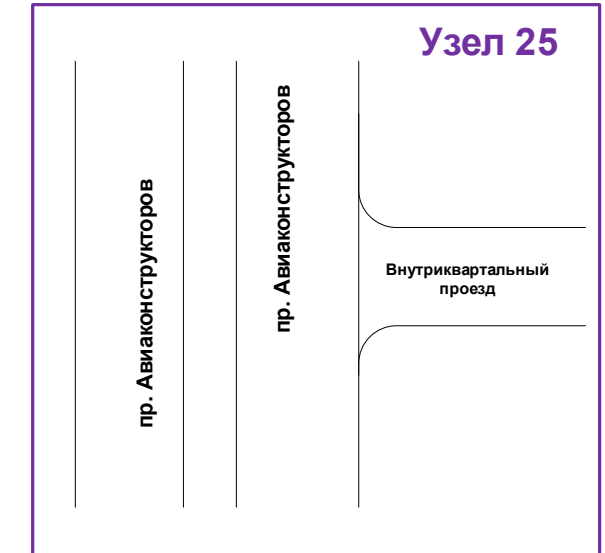 Узел 25
пр. Авиаконструкторов
пр. Авиаконструкторов
Внутриквартальный
проезд